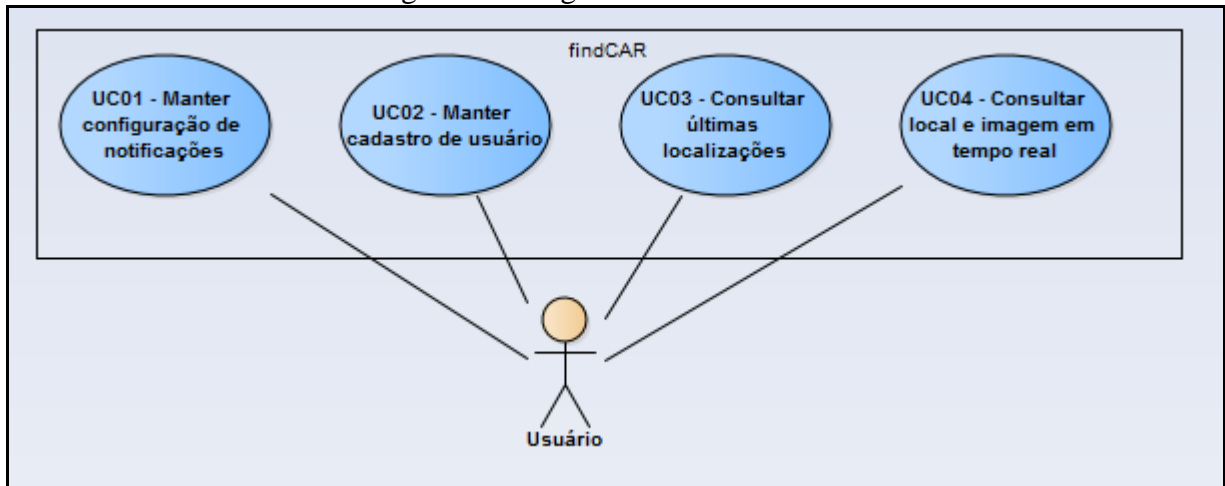 findCAR
UC01 - Manter
configuração de
notificações
UC02 - Manter
cadastro de usuário
UC03 - Consultar
últimas
localizações
UC04 - Consultar
local e imagem em
tempo real
Usuário